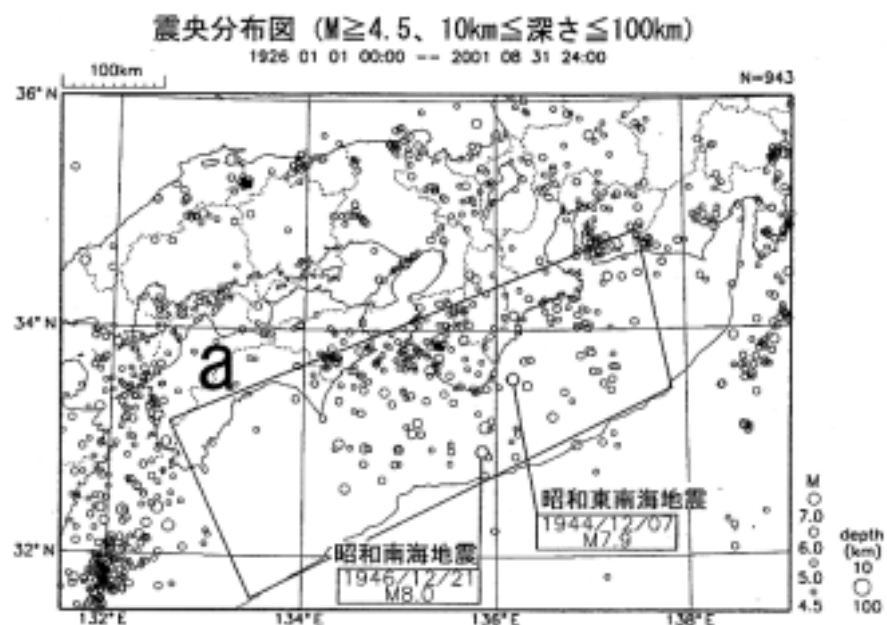 震央分布図 (M≧4.5、10km≦深さ≦100km)
1926 01 01 00:00 -- 2001 08 31 24:00
100km
N=943
36°N
34°N
a
昭和東南海地震
1944/12/07
M7.9
昭和南海地震
1946/12/21
M8.0
32°N
M
7.0
6.0
5.0
4.5
depth
(km)
10
100
132°E
134°E
136°E
138°E